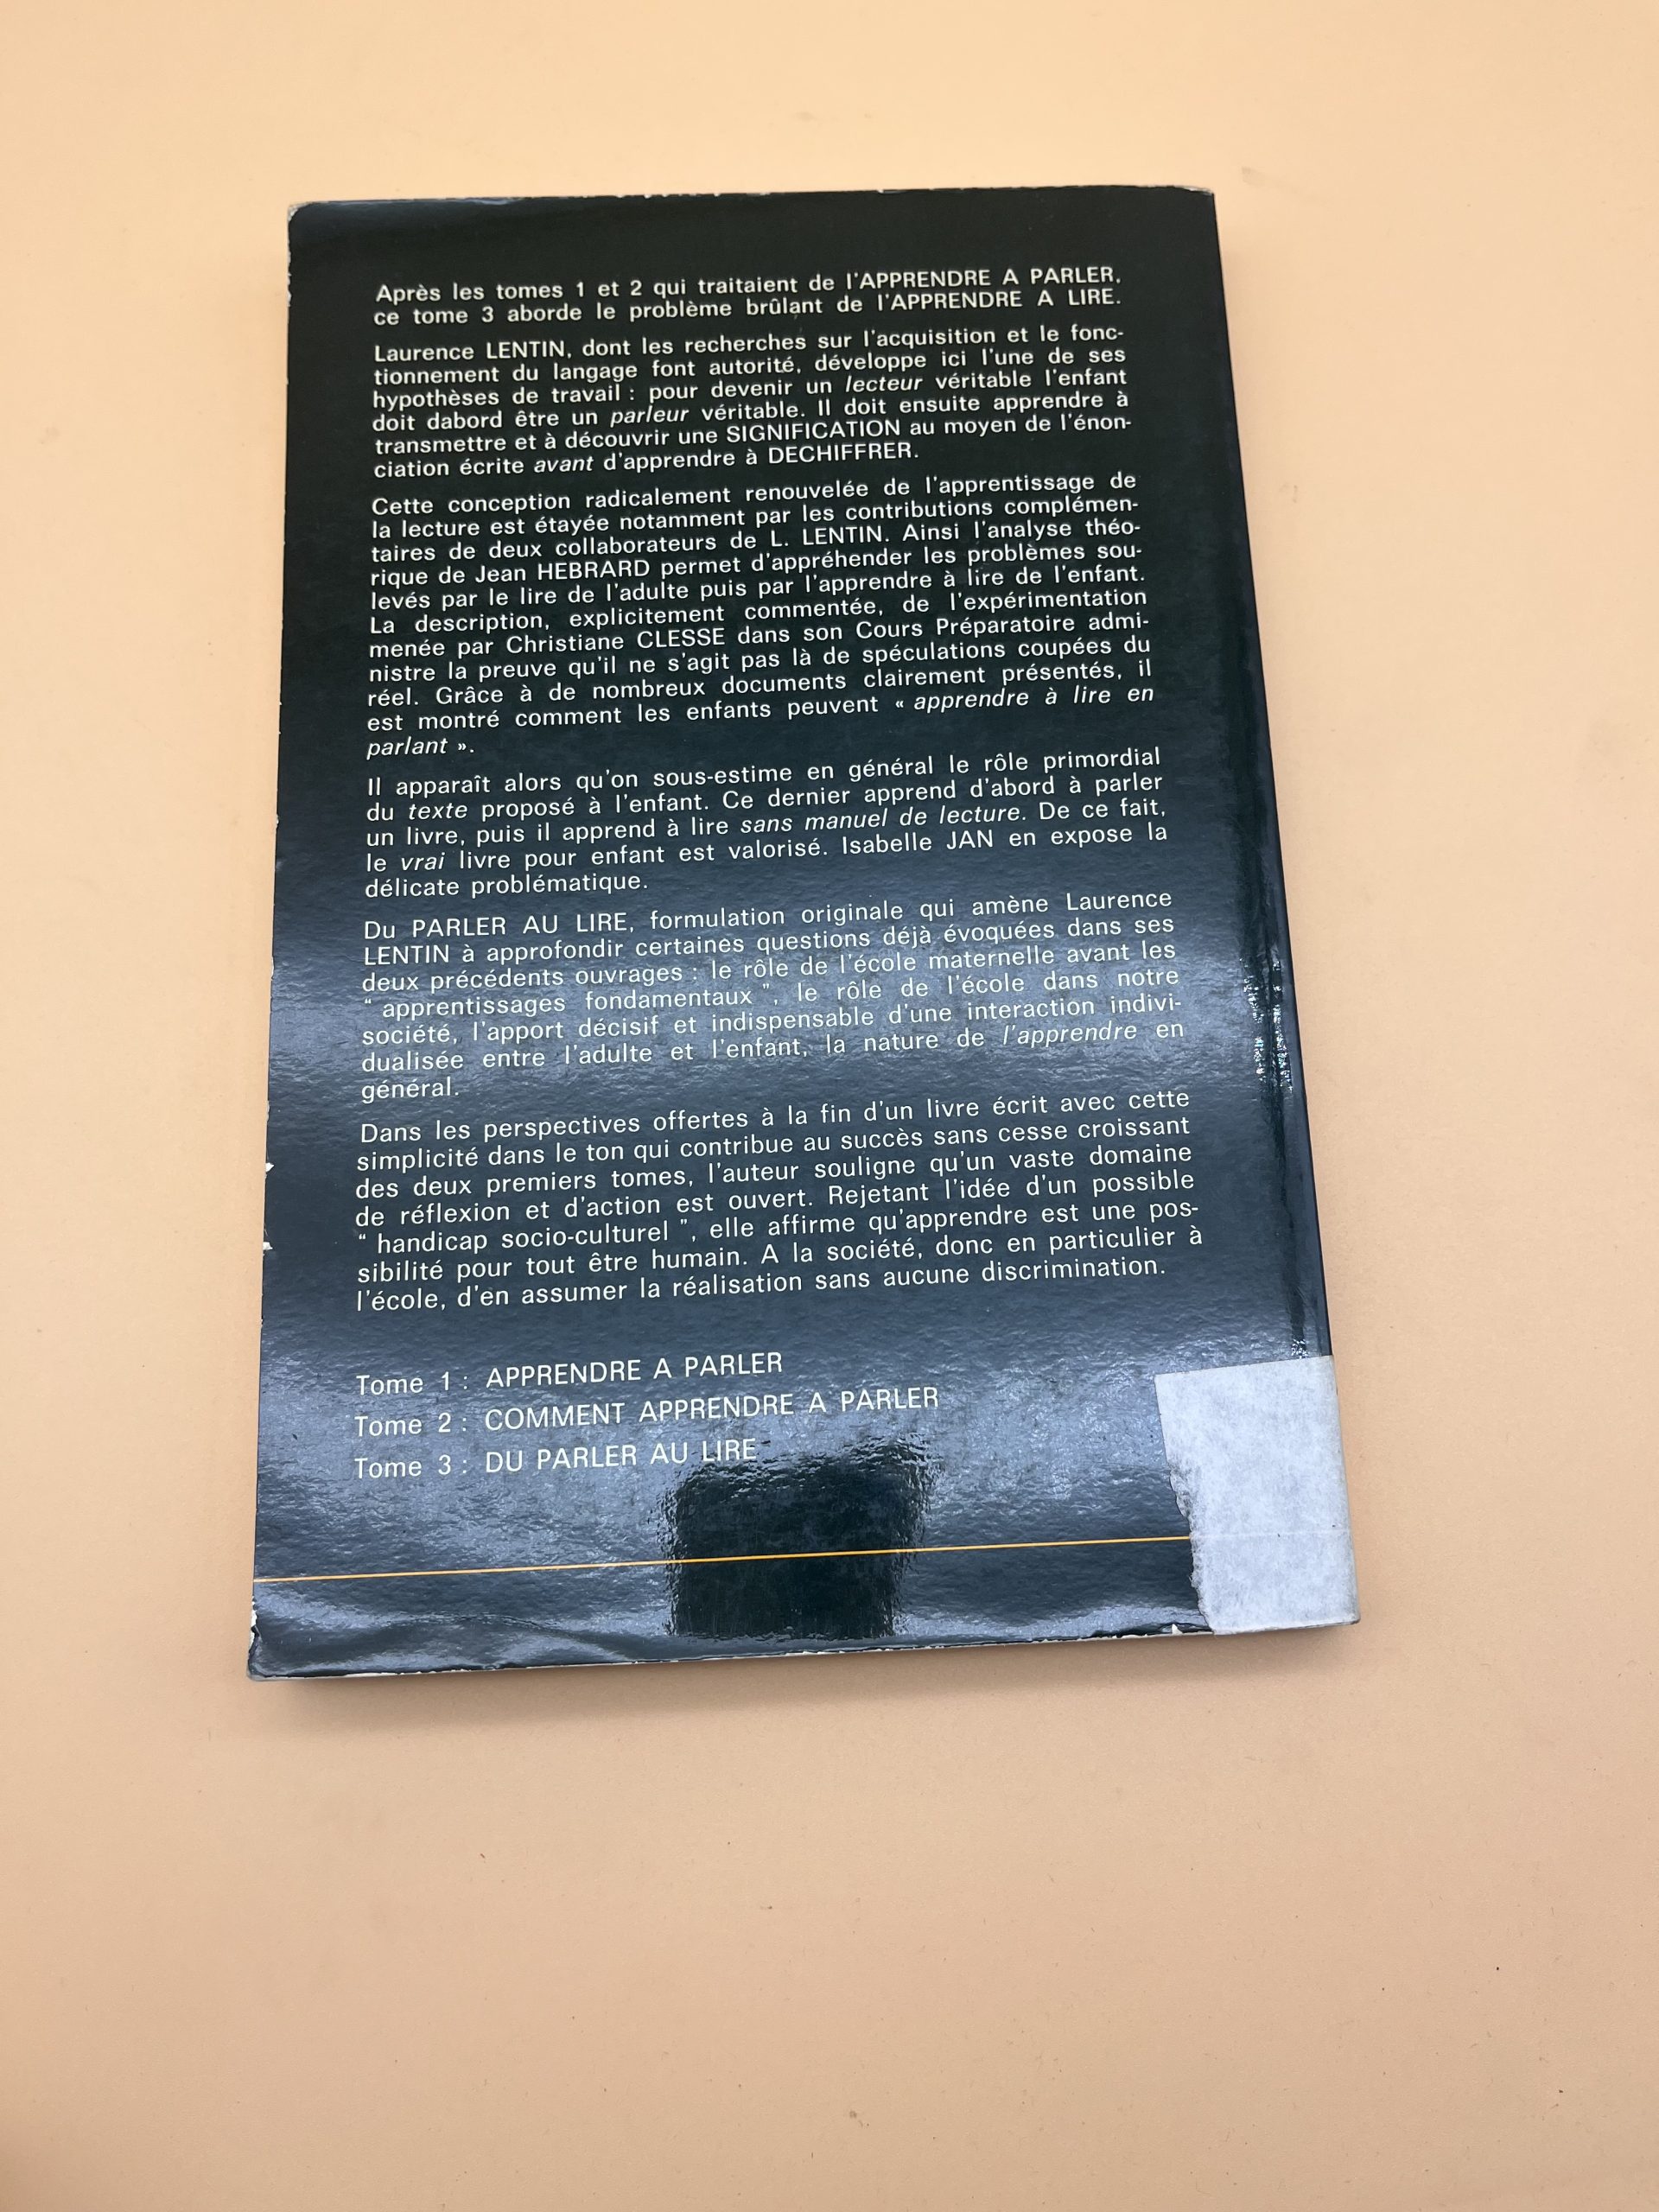 Après les tomes 1 et 2 qui traitaient de l'APPRENDRE A PARLER,
ce tome 3 aborde le problème brûlant de l'APPRENDRE A LIRE.
Laurence LENTIN, dont les recherches sur l'acquisition et le fonc-
tionnement du langage font autorité, développe ici l'une de ses
hypothèses de travail : pour devenir un lecteur véritable l'enfant
doit dabord être un parleur véritable. Il doit ensuite apprendre à
transmettre et à découvrir une SIGNIFICATION au moyen de l'énon-
ciation écrite avant d'apprendre à DECHIFFRER.
Cette conception radicalement renouvelée de l'apprentissage de
la lecture est étayée notamment par les contributions complémen-
taires de deux collaborateurs de L. LENTIN. Ainsi l'analyse théo-
rique de Jean HEBRARD permet d'appréhender les problèmes sou-
levés par le lire de l'adulte puis par l'apprendre à lire de l'enfant.
La description, explicitement commentée, de l'expérimentation
menée par Christiane CLESSE dans son Cours Préparatoire admi-
nistre la preuve qu'il ne s'agit pas là de spéculations coupées du
réel. Grâce à de nombreux documents clairement présentés, il
est montré comment les enfants peuvent « apprendre à lire en
parlant ».
Il apparaît alors qu'on sous-estime en général le rôle primordial
du texte proposé à l'enfant. Ce dernier apprend d'abord à parler
un livre, puis il apprend à lire sans manuel de lecture. De ce fait,
le vrai livre pour enfant est valorisé. Isabelle JAN en expose la
délicate problématique.
Du PARLER AU LIRE, formulation originale qui amène Laurence
LENTIN à approfondir certaines questions déjà évoquées dans ses
deux précédents ouvrages : le rôle de l'école maternelle avant les
“ apprentissages fondamentaux ”, le rôle de l'école dans notre
société, l'apport décisif et indispensable d'une interaction indivi-
dualisée entre l'adulte et l'enfant, la nature de l'apprendre en
général.
Dans les perspectives offertes à la fin d'un livre écrit avec cette
simplicité dans le ton qui contribue au succès sans cesse croissant
des deux premiers tomes, l'auteur souligne qu'un vaste domaine
de réflexion et d'action est ouvert. Rejetant l'idée d'un possible
“ handicap socio-culturel ”, elle affirme qu'apprendre est une pos-
sibilité pour tout être humain. A la société, donc en particulier à
l'école, d'en assumer la réalisation sans aucune discrimination.
Tome 1 : APPRENDRE A PARLER
Tome 2 : COMMENT APPRENDRE A PARLER
Tome 3 : DU PARLER AU LIRE